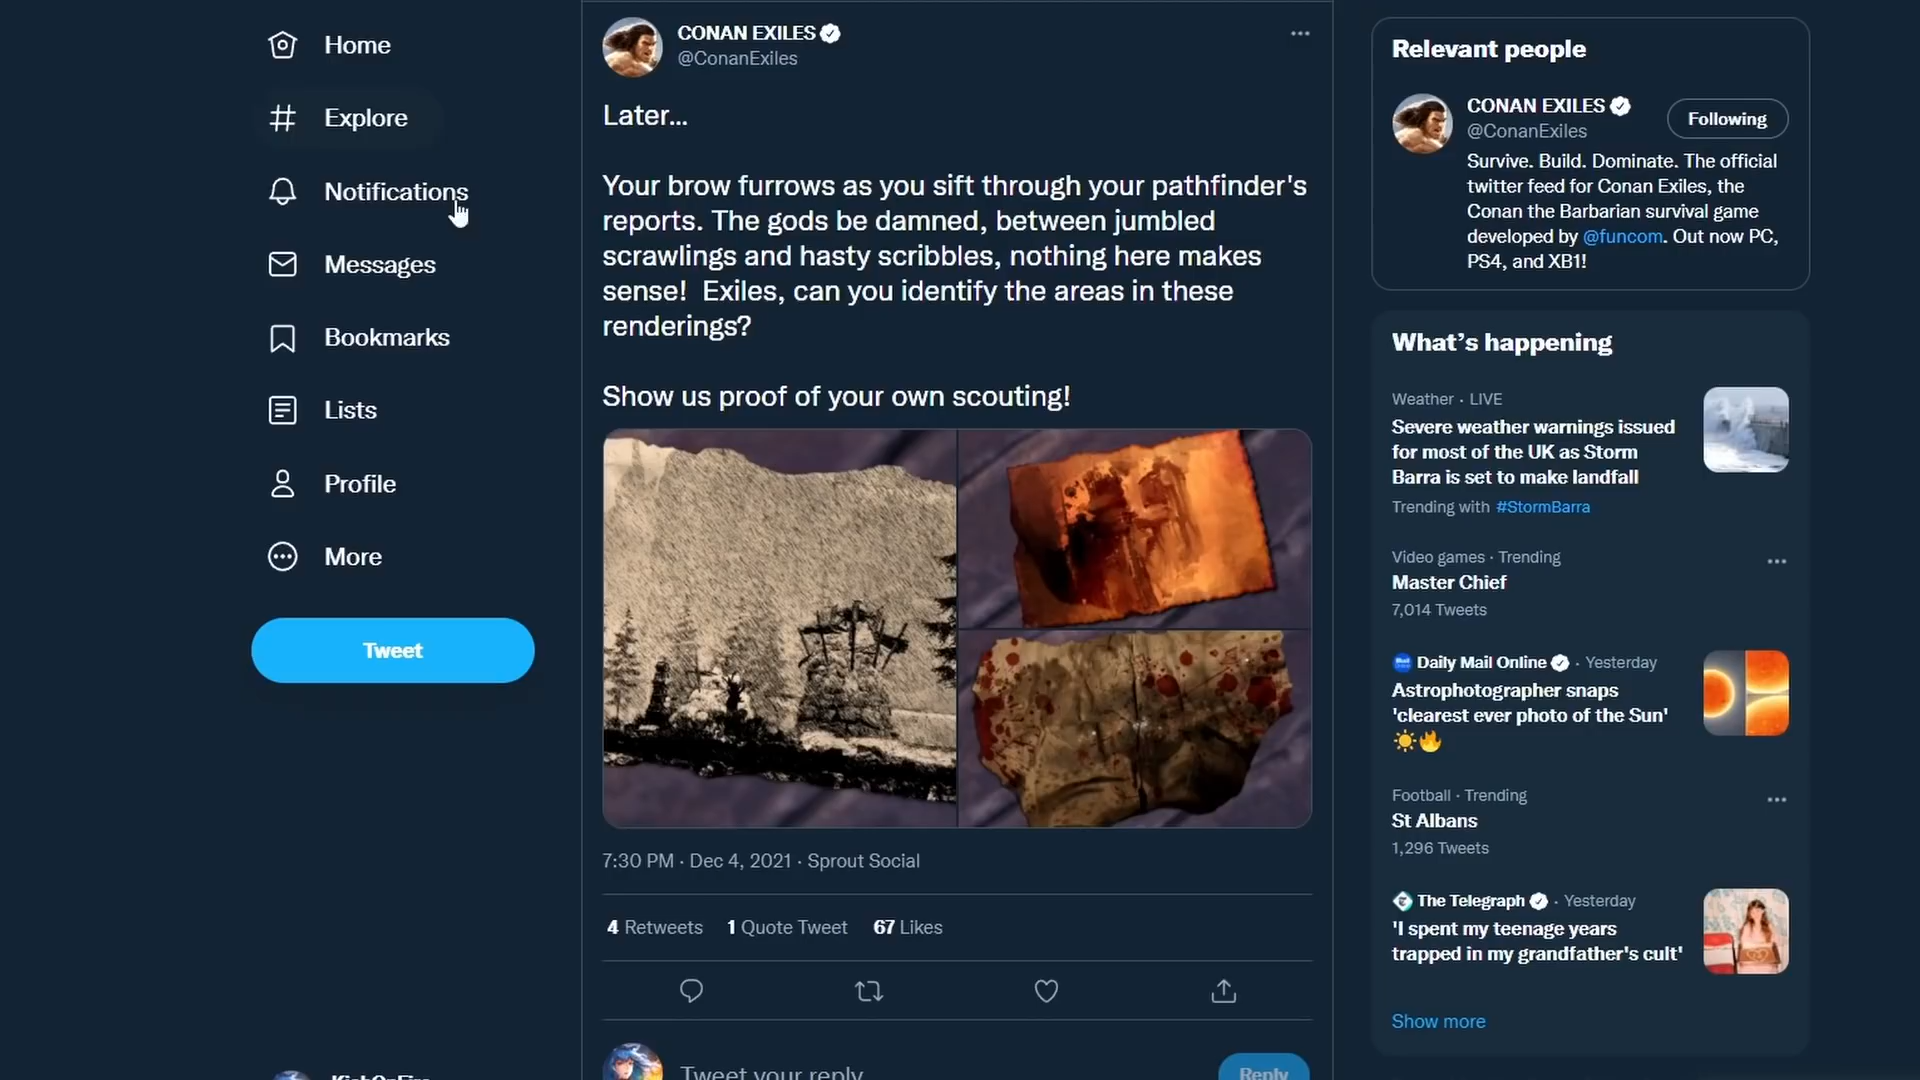 Home
Explore
Notifications
Messages
Bookmarks
Lists
Profile
More
Tweet
CONAN EXILES
@ConanExiles
Later...
Your brow furrows as you sift through your pathfinder's
reports. The gods be damned, between jumbled
scrawlings and hasty scribbles, nothing here makes
sense!  Exiles, can you identify the areas in these
renderings?
Show us proof of your own scouting!
7:30 PM · Dec 4, 2021 · Sprout Social
4 Retweets 1 Quote Tweet 67 Likes
Tweet your reply
Reply
Relevant people
CONAN EXILES
@ConanExiles
Following
Survive. Build. Dominate. The official
twitter feed for Conan Exiles, the
Conan the Barbarian survival game
developed by @funcom. Out now PC,
PS4, and XB1!
What's happening
Weather · LIVE
Severe weather warnings issued
for most of the UK as Storm
Barra is set to make landfall
Trending with #StormBarra
Video games · Trending
Master Chief
7,014 Tweets
Daily Mail Online · Yesterday
Astrophotographer snaps
'clearest ever photo of the Sun'
☀️🔥
Football · Trending
St Albans
1,296 Tweets
The Telegraph · Yesterday
'I spent my teenage years
trapped in my grandfather's cult'
Show more